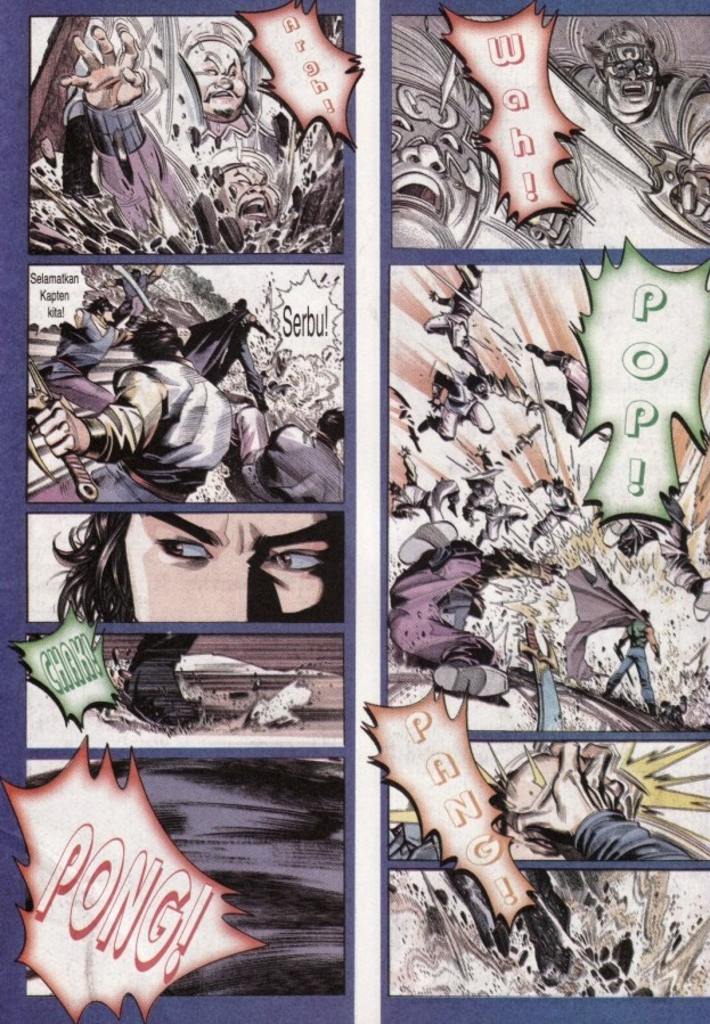 Argh!
Selamatkan
Kapten
kita!
Serbu!
CHAK!
PONG!
Wah!
POP!
PANG!